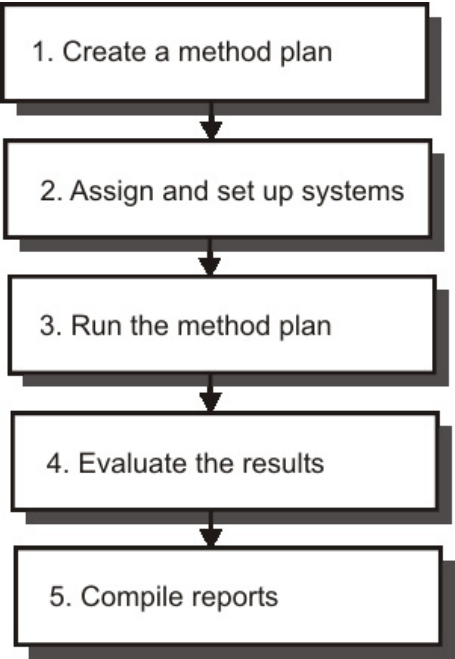 1. Create a method plan
2. Assign and set up systems
3. Run the method plan
4. Evaluate the results
5. Compile reports